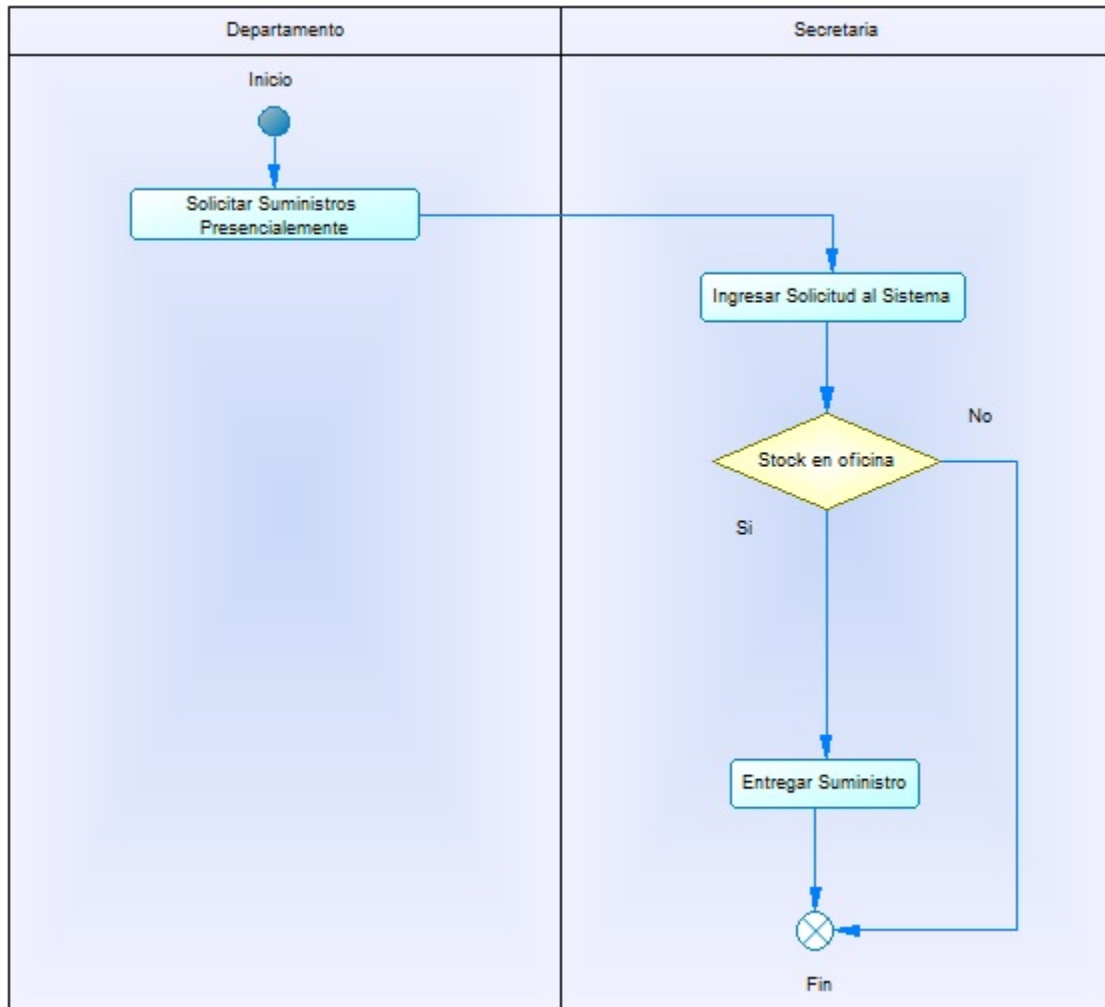 Departamento
Secretaria
Inicio
Solicitar Suministros
Presencialemente
Ingresar Solicitud al Sistema
No
Stock en oficina
Si
Entregar Suministro
Fin